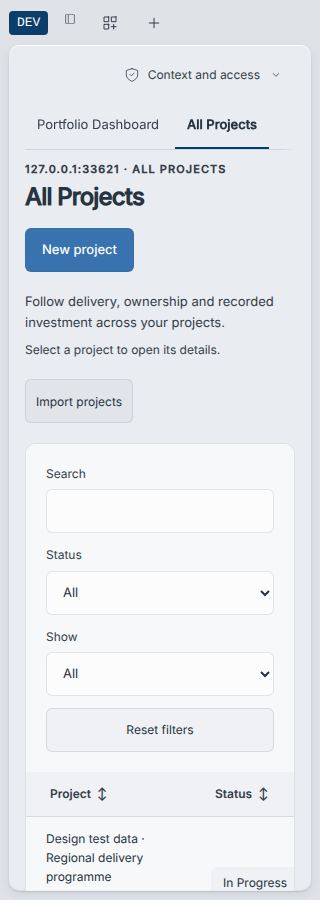 DEV
Context and access
Portfolio Dashboard
All Projects
127.0.0.1:33621 · ALL PROJECTS
All Projects
New project
Follow delivery, ownership and recorded
investment across your projects.
Select a project to open its details.
Import projects
Search
Status
All
Show
All
Reset filters
Project
Status
Design test data ·
Regional delivery
programme
In Progress